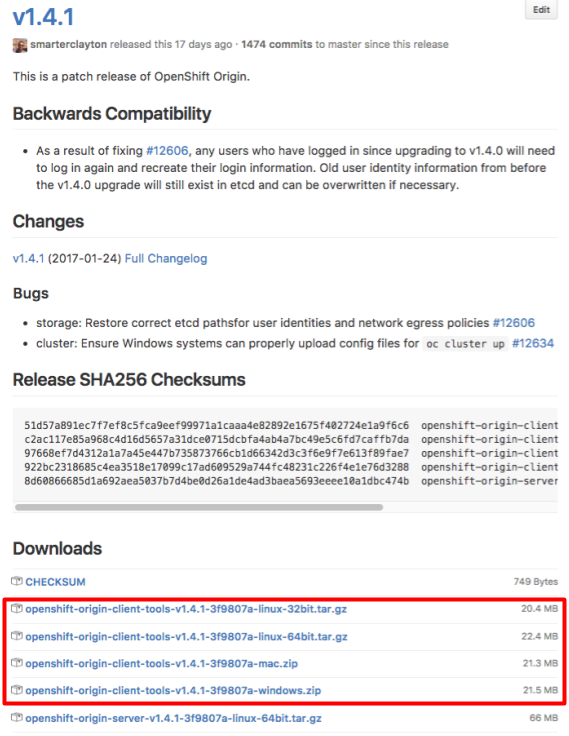 v1.4.1
Edit
smarterclayton released this 17 days ago · 1474 commits to master since this release
This is a patch release of OpenShift Origin.
Backwards Compatibility
• As a result of fixing #12606, any users who have logged in since upgrading to v1.4.0 will need
to log in again and recreate their login information. Old user identity information from before
the v1.4.0 upgrade will still exist in etcd and can be overwritten if necessary.
Changes
v1.4.1 (2017-01-24) Full Changelog
Bugs
• storage: Restore correct etcd pathsfor user identities and network egress policies #12606
• cluster: Ensure Windows systems can properly upload config files for oc cluster up #12634
Release SHA256 Checksums
51d57a891ec7f7ef8c5fca9eef99971a1caaa4e82892e1675f402724e1a9f6c6 openshift-origin-client
c2ac117e85a968c4d16d5657a31dce0715dcbfa4ab4a7bc49e5c6fd7caffb7da openshift-origin-client
97668ef7d4312a1a7a45e447b735873766cb1d66342d3c3f6e9f7e613f89fae7 openshift-origin-client
922bc2318685c4ea3518e17099c17ad609529a744fc48231c226f4e1e76d3288 openshift-origin-client
8d60866685d1a692aea5037b7d4be0d26a1de4ad3baea5693eeee10a1dbc474b openshift-origin-server
Downloads
CHECKSUM 749 Bytes
openshift-origin-client-tools-v1.4.1-3f9807a-linux-32bit.tar.gz 20.4 MB
openshift-origin-client-tools-v1.4.1-3f9807a-linux-64bit.tar.gz 22.4 MB
openshift-origin-client-tools-v1.4.1-3f9807a-mac.zip 21.3 MB
openshift-origin-client-tools-v1.4.1-3f9807a-windows.zip 21.5 MB
openshift-origin-server-v1.4.1-3f9807a-linux-64bit.tar.gz 66 MB